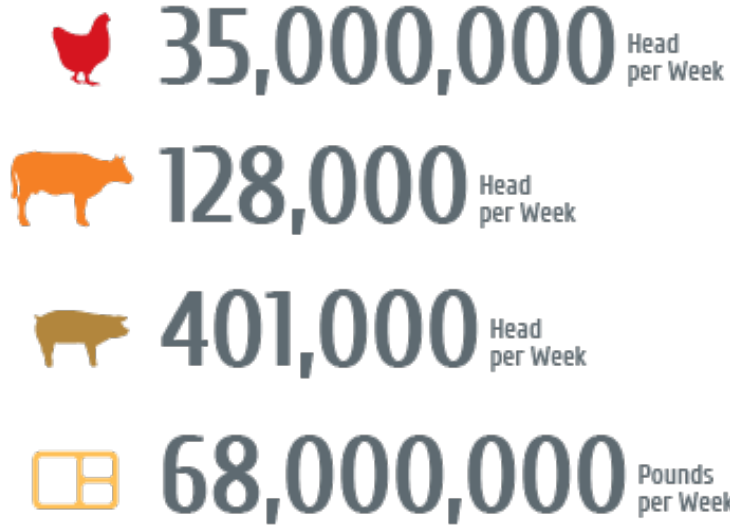 35,000,000 Head
per Week
128,000 Head
per Week
401,000 Head
per Week
68,000,000 Pounds
per Week